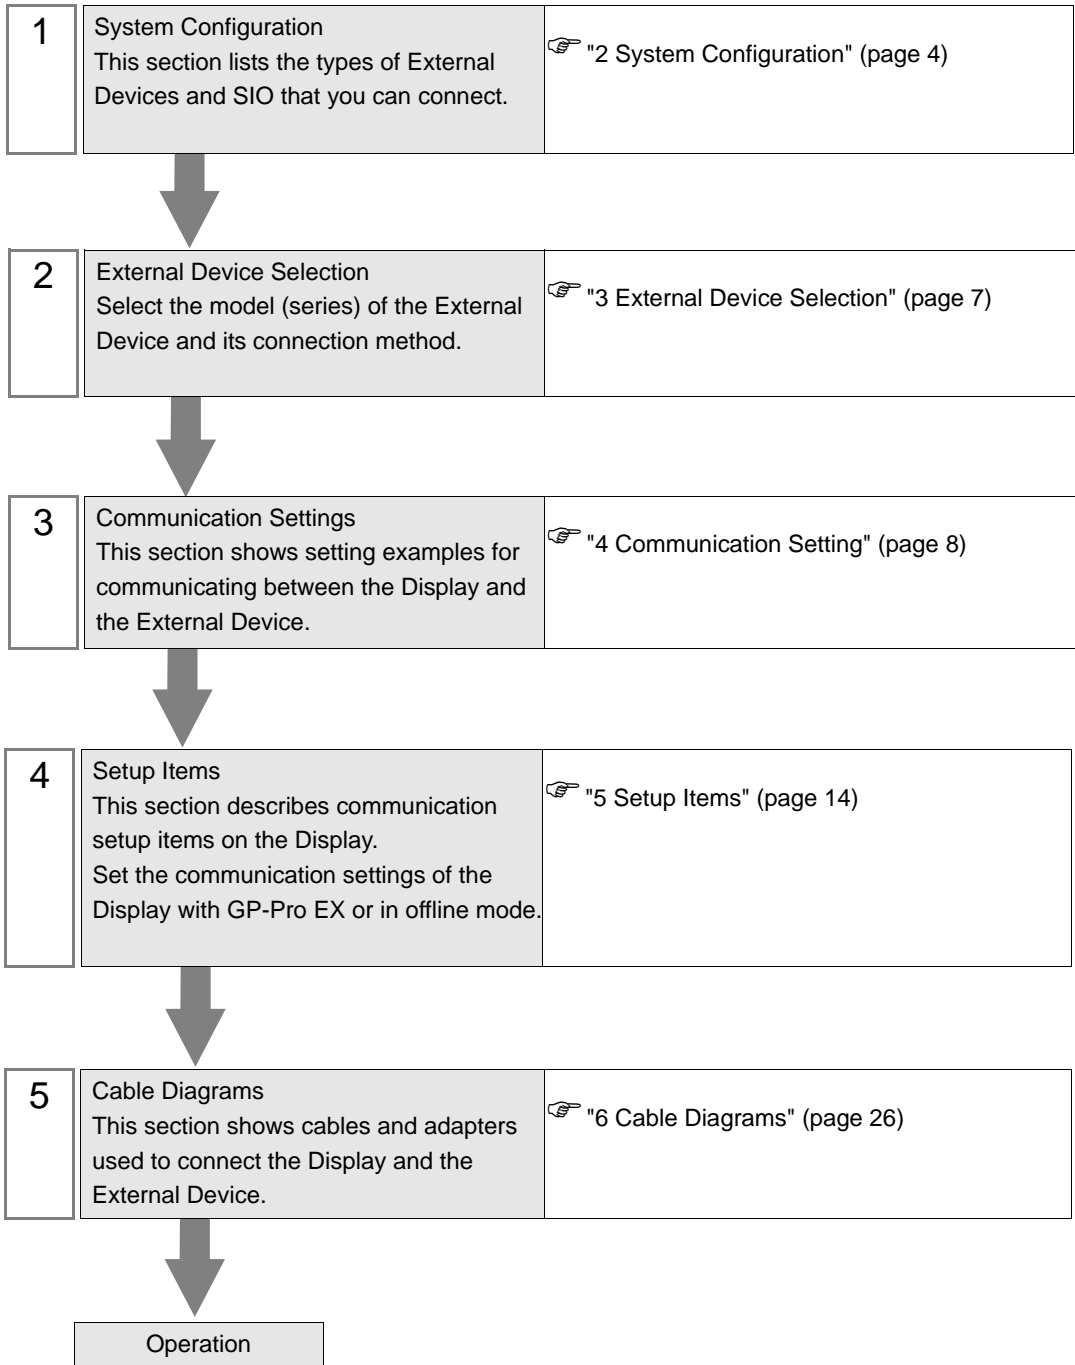 1
System Configuration
This section lists the types of External
Devices and SIO that you can connect.
"2 System Configuration" (page 4)
2
External Device Selection
Select the model (series) of the External
Device and its connection method.
"3 External Device Selection" (page 7)
3
Communication Settings
This section shows setting examples for
communicating between the Display and
the External Device.
"4 Communication Setting" (page 8)
4
Setup Items
This section describes communication
setup items on the Display.
Set the communication settings of the
Display with GP-Pro EX or in offline mode.
"5 Setup Items" (page 14)
5
Cable Diagrams
This section shows cables and adapters
used to connect the Display and the
External Device.
"6 Cable Diagrams" (page 26)
Operation